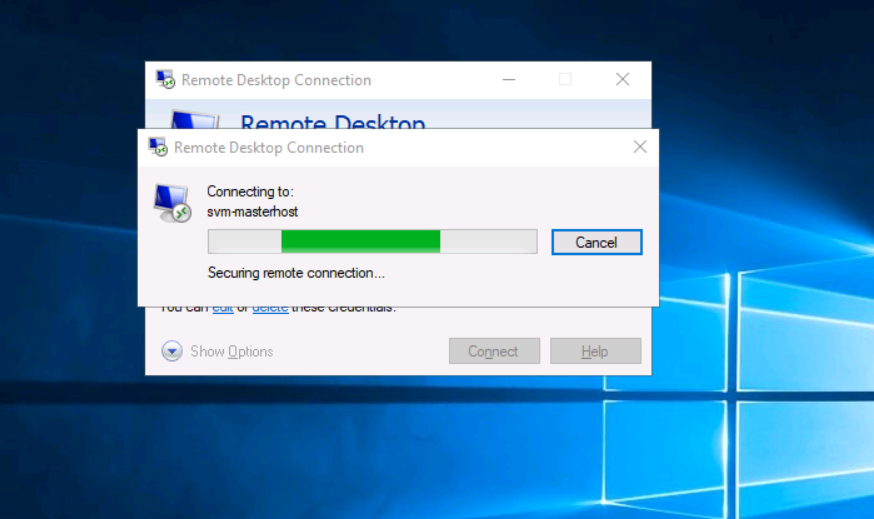 Remote Desktop Connection
Remote Desktop
Remote Desktop Connection
Connecting to:
svm-masterhost
Cancel
Securing remote connection...
You can edit or delete these credentials.
Show Options
Connect
Help